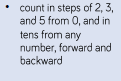 • count in steps of 2, 3,
and 5 from 0, and in
tens from any
number, forward and
backward